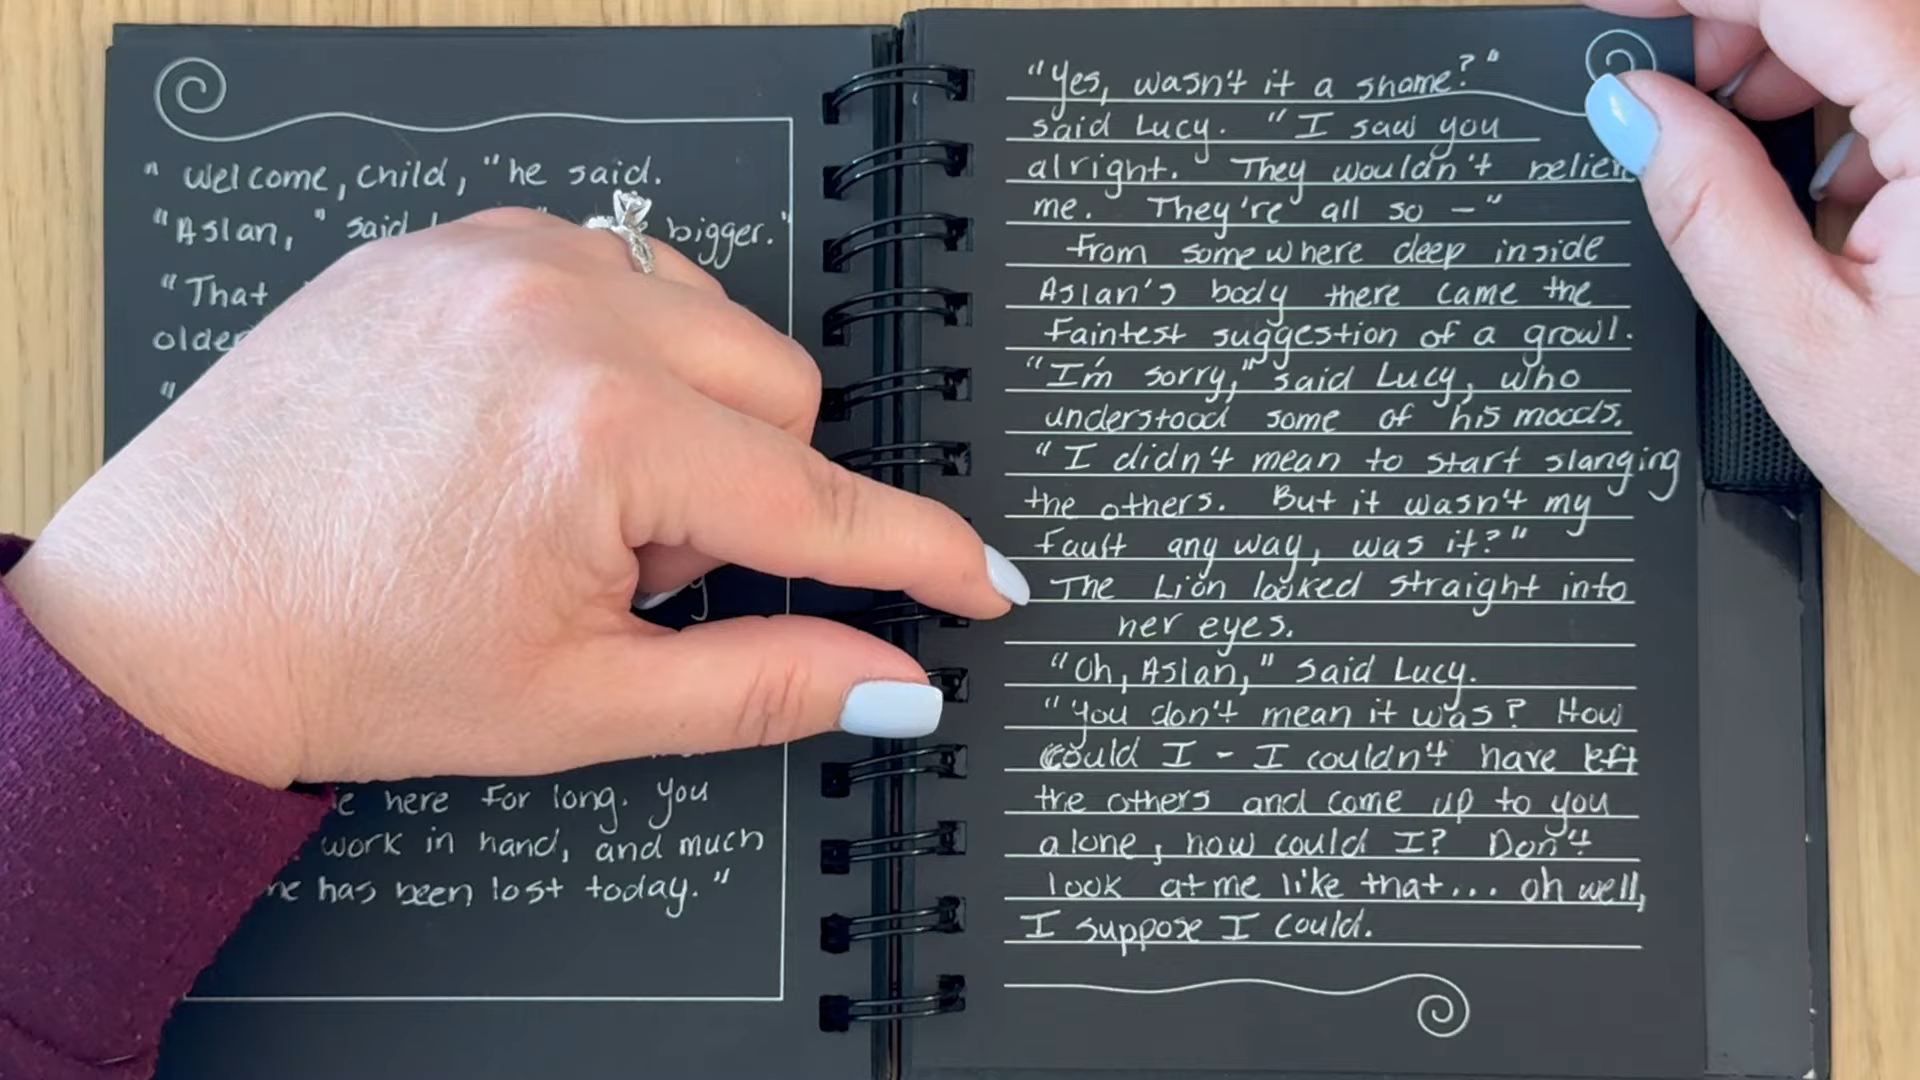 " Welcome, child, " he said.
"Aslan, " said bigger."
"That
older
"
here for long. you
work in hand, and much
has been lost today. "
"Yes, wasn't it a shame? "
said Lucy. "I saw you
alright. They wouldn't
me. They're all so —"
From somewhere deep inside
Aslan's body there came the
faintest suggestion of a growl.
"I'm sorry," said Lucy, who
understood some of his moods.
"I didn't mean to start slanging
the others. But it wasn't my
fault any way, was it?"
The Lion looked straight into
her eyes.
"Oh, Aslan," said Lucy.
"You don't mean it was? How
could I - I couldn't have left
the others and come up to you
alone, how could I? Don't
look at me like that... oh well,
I suppose I could.